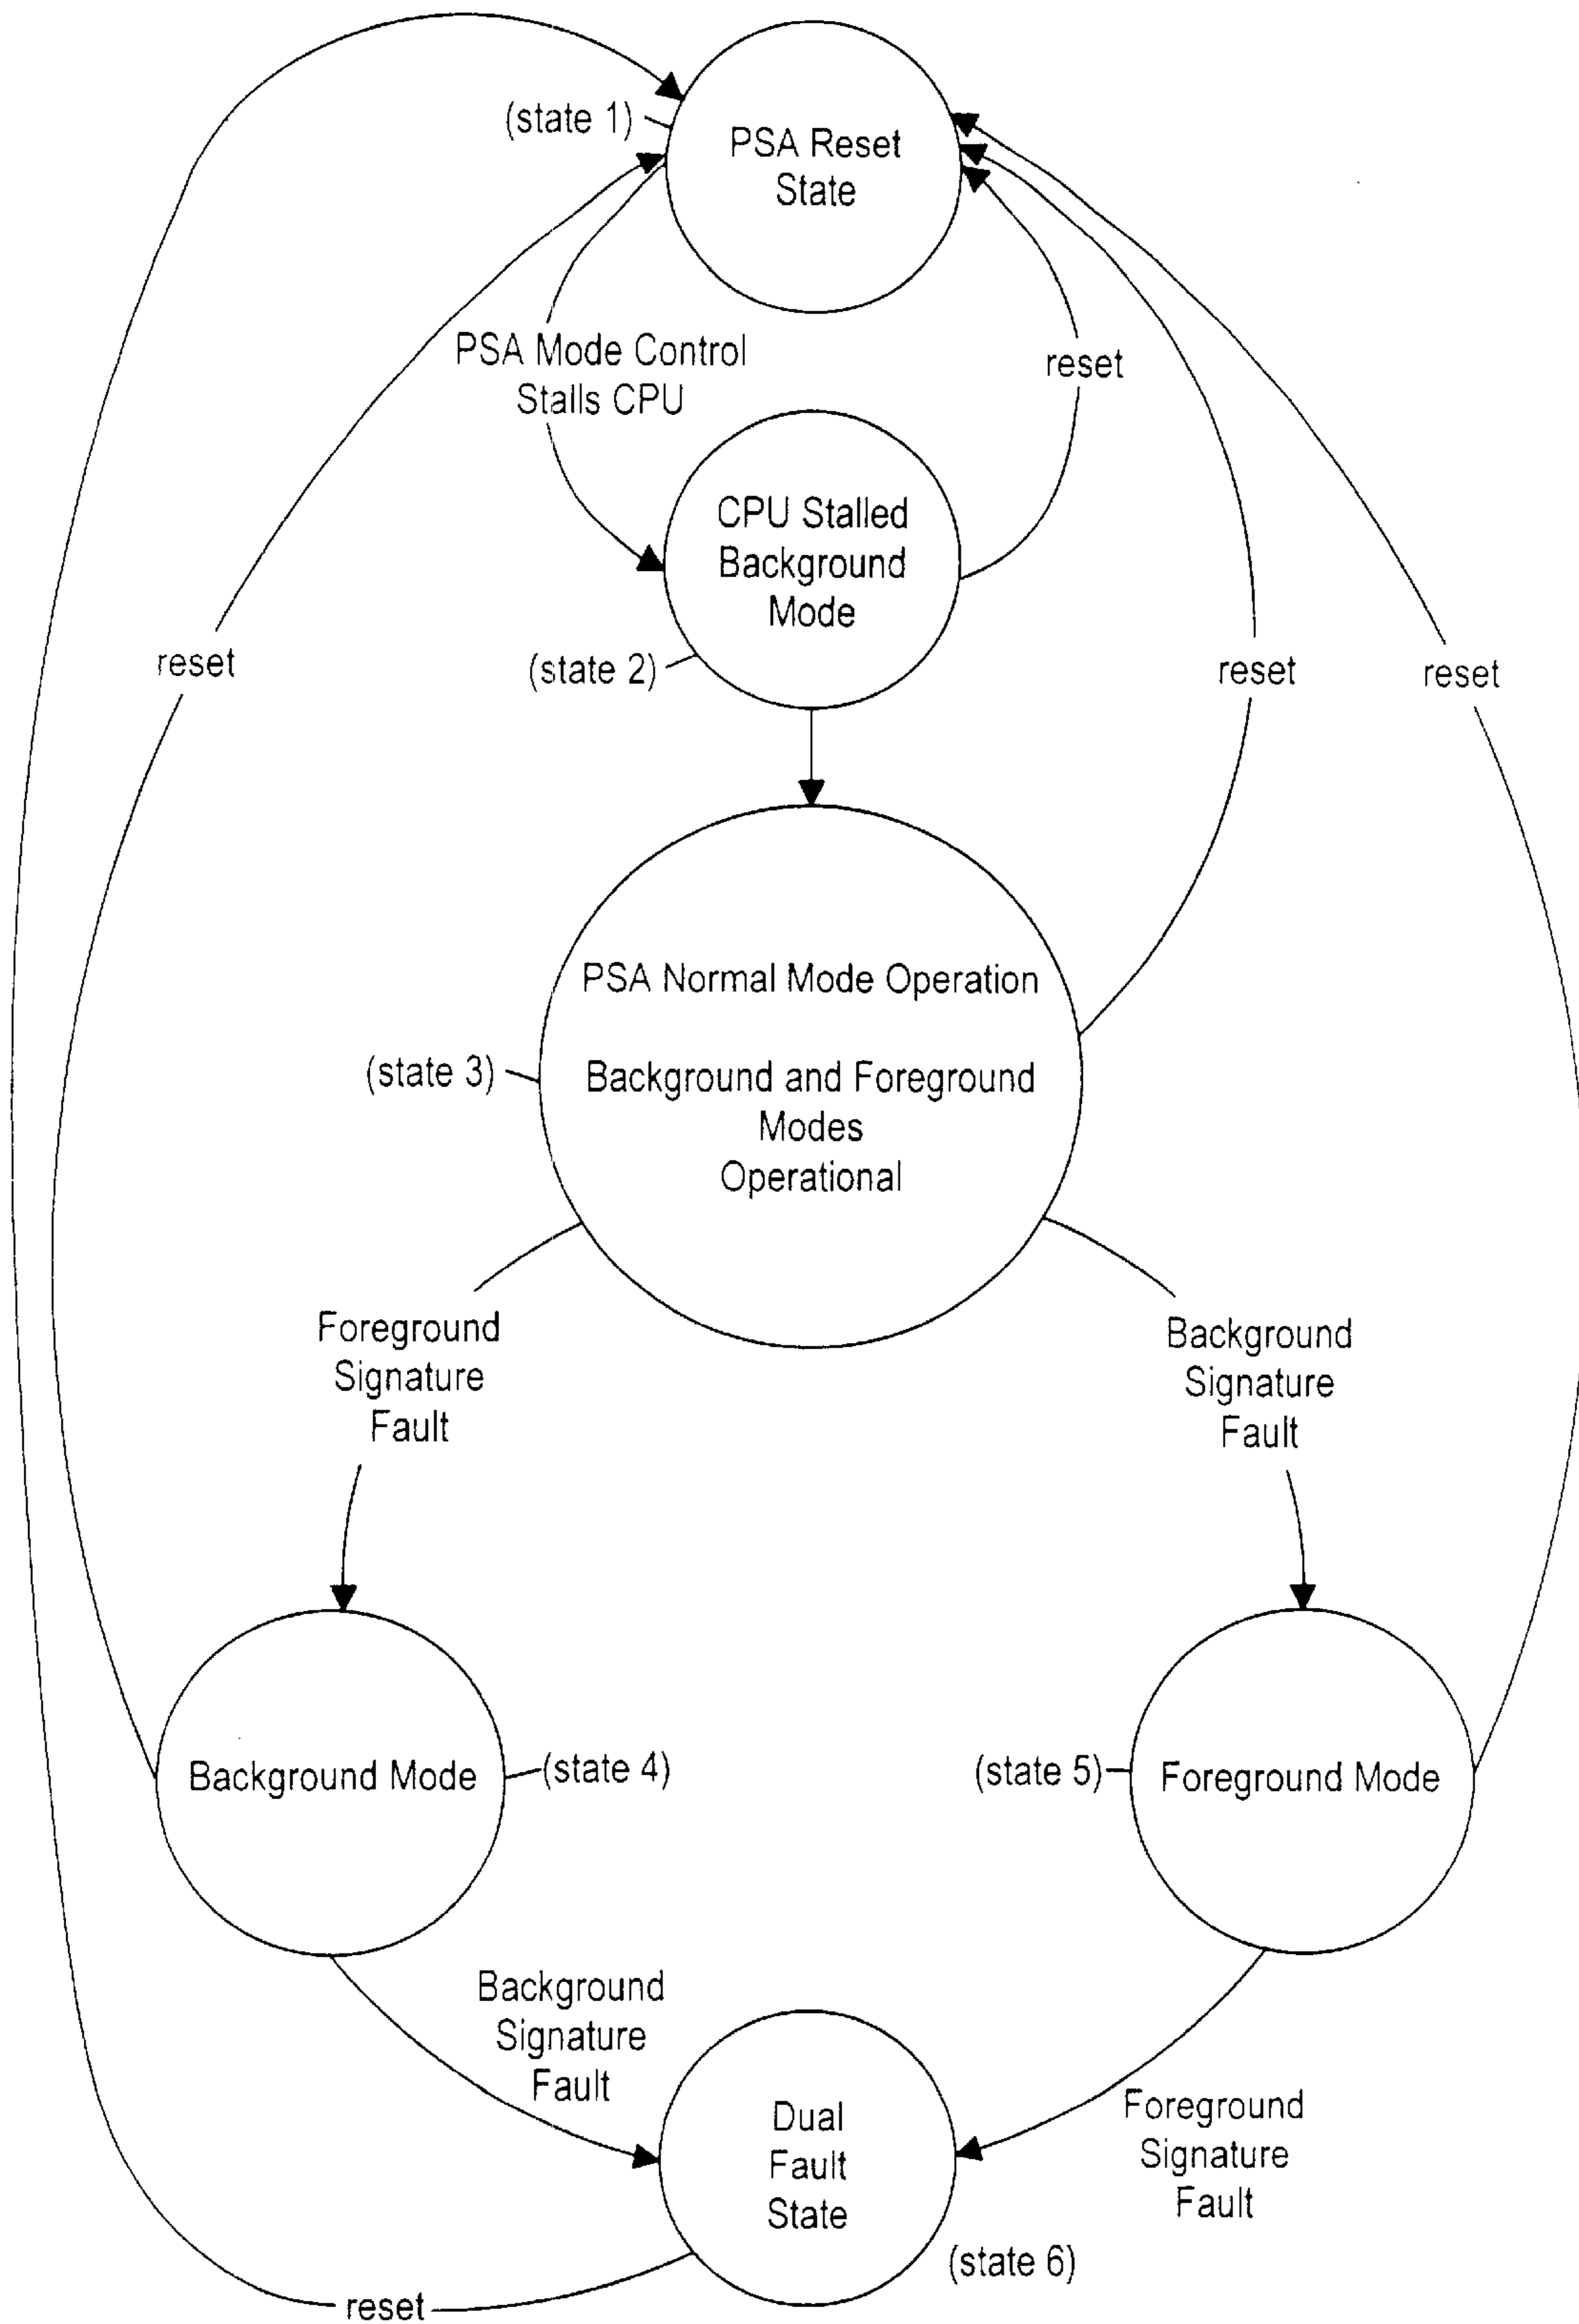 (state 1)
PSA Reset
State
PSA Mode Control
Stalls CPU
reset
CPU Stalled
Background
Mode
(state 2)
reset
reset
reset
PSA Normal Mode Operation
(state 3)
Background and Foreground
Modes
Operational
Foreground
Signature
Fault
Background
Signature
Fault
Background Mode
(state 4)
(state 5)
Foreground Mode
Background
Signature
Fault
Dual
Fault
State
Foreground
Signature
Fault
(state 6)
reset